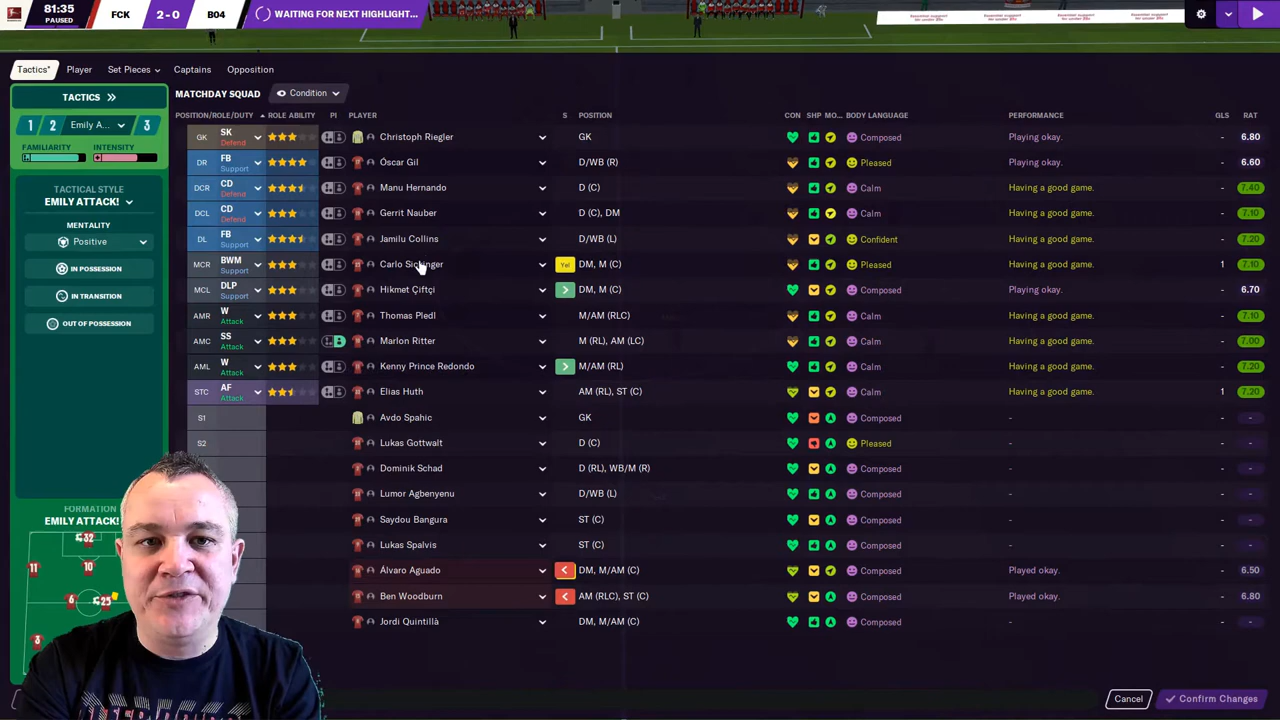 81:35
PAUSED
FCK 2 - 0 B04
Tactics* Player Set Pieces Captains Opposition
TACTICS
1 2 Emily A... 3
FAMILIARITY INTENSITY
TACTICAL STYLE
EMILY ATTACK!
MENTALITY
Positive
IN POSSESSION
IN TRANSITION
OUT OF POSSESSION
FORMATION
EMILY ATTACK!
32
11 10
6 25
3
MATCHDAY SQUAD Condition
POSITION/ROLE/DUTY ROLE ABILITY PI PLAYER S POSITION CON SHP MO... BODY LANGUAGE PERFORMANCE GLS RAT
GK SK Defend Christoph Riegler GK Composed Playing okay. - 6.80
DR FB Support Óscar Gil D/WB (R) Pleased Playing okay. - 6.60
DCR CD Defend Manu Hernando D (C) Calm Having a good game. - 7.40
DCL CD Defend Gerrit Nauber D (C), DM Calm Having a good game. - 7.10
DL FB Support Jamilu Collins D/WB (L) Confident Having a good game. - 7.20
MCR BWM Support Carlo Sickinger Yel DM, M (C) Pleased Having a good game. 1 7.10
MCL DLP Support Hikmet Çiftçi DM, M (C) Composed Playing okay. - 6.70
AMR W Attack Thomas Pledl M/AM (RLC) Calm Having a good game. - 7.10
AMC SS Attack Marlon Ritter M (RL), AM (LC) Calm Having a good game. - 7.00
AML W Attack Kenny Prince Redondo M/AM (RL) Calm Having a good game. - 7.20
STC AF Attack Elias Huth AM (RL), ST (C) Calm Having a good game. 1 7.20
S1 Avdo Spahic GK Composed - - -
S2 Lukas Gottwalt D (C) Pleased - - -
Dominik Schad D (RL), WB/M (R) Composed - - -
Lumor Agbenyenu D/WB (L) Composed - - -
Saydou Bangura ST (C) Composed - - -
Lukas Spalvis ST (C) Composed - - -
Álvaro Aguado DM, M/AM (C) Composed Played okay. - 6.50
Ben Woodburn AM (RLC), ST (C) Composed Played okay. - 6.80
Jordi Quintillà DM, M/AM (C) Composed - - -
Cancel Confirm Changes